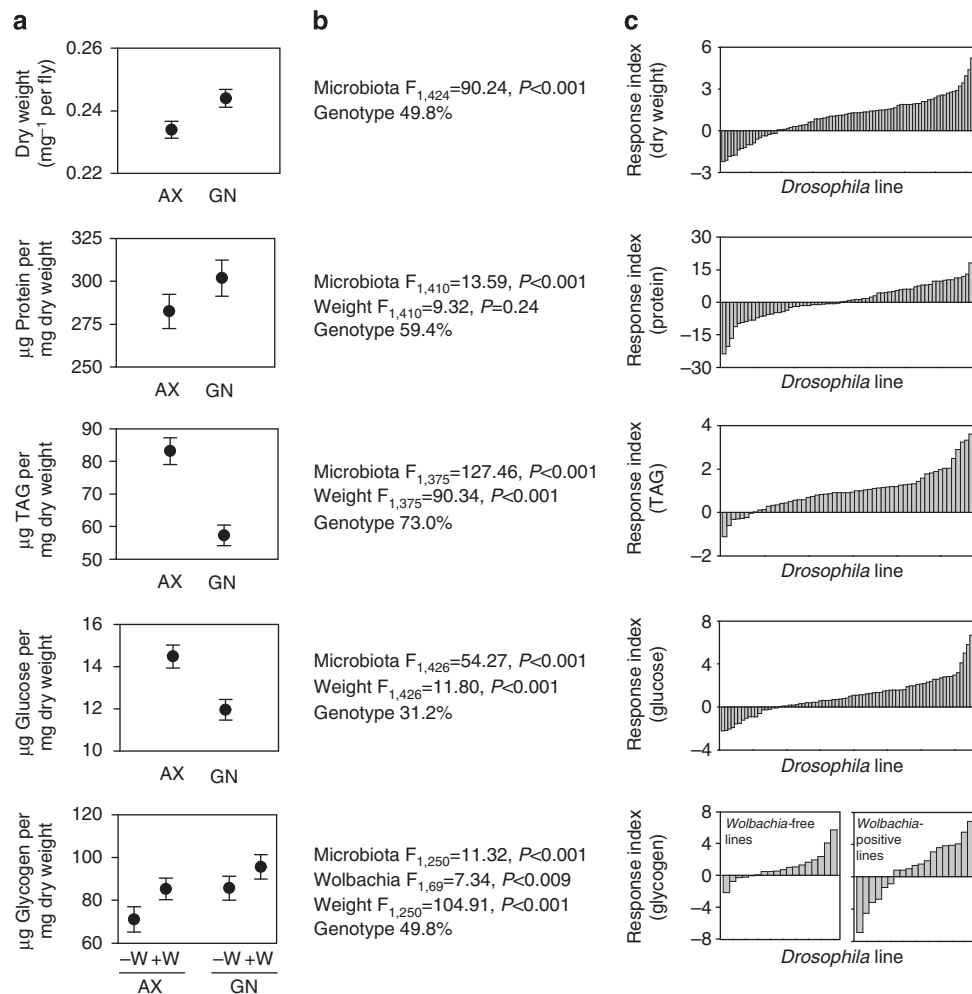 a
b
c
Dry weight
(mg–1 per fly)
0.26
0.24
0.22
AX
GN
Microbiota F1,424=90.24, P<0.001
Genotype 49.8%
Response index
(dry weight)
6
3
0
–3
Drosophila line
µg Protein per
mg dry weight
325
300
275
250
AX
GN
Microbiota F1,410=13.59, P<0.001
Weight F1,410=9.32, P=0.24
Genotype 59.4%
Response index
(protein)
30
15
0
–15
–30
Drosophila line
µg TAG per
mg dry weight
90
80
70
60
50
AX
GN
Microbiota F1,375=127.46, P<0.001
Weight F1,375=90.34, P<0.001
Genotype 73.0%
Response index
(TAG)
4
2
0
–2
Drosophila line
µg Glucose per
mg dry weight
16
14
12
10
AX
GN
Microbiota F1,426=54.27, P<0.001
Weight F1,426=11.80, P<0.001
Genotype 31.2%
Response index
(glucose)
8
4
0
–4
Drosophila line
µg Glycogen per
mg dry weight
120
100
80
60
–W +W
–W +W
AX
GN
Microbiota F1,250=11.32, P<0.001
Wolbachia F1,69=7.34, P<0.009
Weight F1,250=104.91, P<0.001
Genotype 49.8%
Response index
(glycogen)
8
4
0
–4
–8
Wolbachia-free
lines
8
4
0
–4
Wolbachia-
positive
lines
Drosophila line